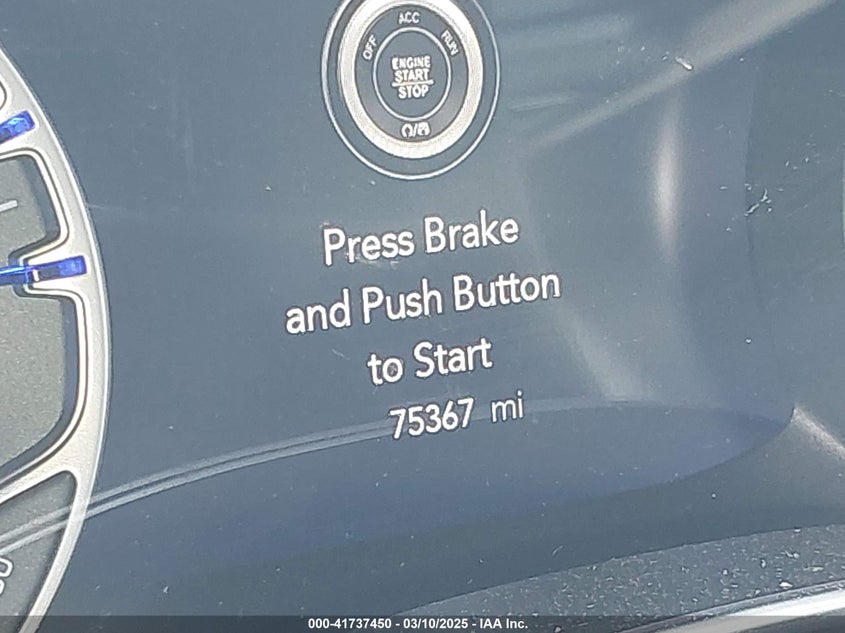 ACC
OFF
RUN
ENGINE
START
STOP
Press Brake
and Push Button
to Start
75367 mi
000-41737450 - 03/10/2025 - IAA Inc.